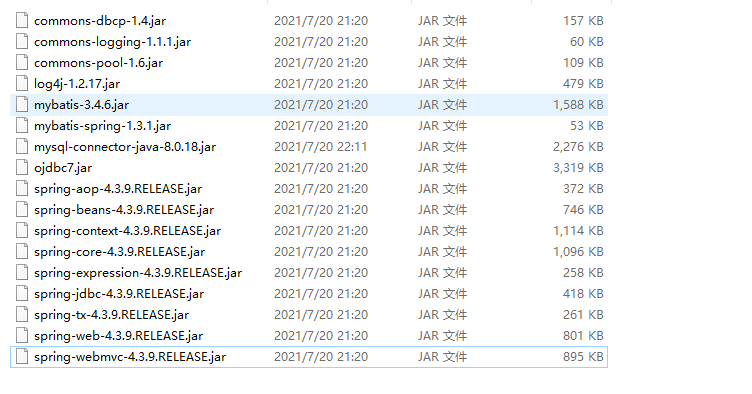 commons-dbcp-1.4.jar 2021/7/20 21:20 JAR 文件 157 KB
commons-logging-1.1.1.jar 2021/7/20 21:20 JAR 文件 60 KB
commons-pool-1.6.jar 2021/7/20 21:20 JAR 文件 109 KB
log4j-1.2.17.jar 2021/7/20 21:20 JAR 文件 479 KB
mybatis-3.4.6.jar 2021/7/20 21:20 JAR 文件 1,588 KB
mybatis-spring-1.3.1.jar 2021/7/20 21:20 JAR 文件 53 KB
mysql-connector-java-8.0.18.jar 2021/7/20 22:11 JAR 文件 2,276 KB
ojdbc7.jar 2021/7/20 21:20 JAR 文件 3,319 KB
spring-aop-4.3.9.RELEASE.jar 2021/7/20 21:20 JAR 文件 372 KB
spring-beans-4.3.9.RELEASE.jar 2021/7/20 21:20 JAR 文件 746 KB
spring-context-4.3.9.RELEASE.jar 2021/7/20 21:20 JAR 文件 1,114 KB
spring-core-4.3.9.RELEASE.jar 2021/7/20 21:20 JAR 文件 1,096 KB
spring-expression-4.3.9.RELEASE.jar 2021/7/20 21:20 JAR 文件 258 KB
spring-jdbc-4.3.9.RELEASE.jar 2021/7/20 21:20 JAR 文件 418 KB
spring-tx-4.3.9.RELEASE.jar 2021/7/20 21:20 JAR 文件 261 KB
spring-web-4.3.9.RELEASE.jar 2021/7/20 21:20 JAR 文件 801 KB
spring-webmvc-4.3.9.RELEASE.jar 2021/7/20 21:20 JAR 文件 895 KB